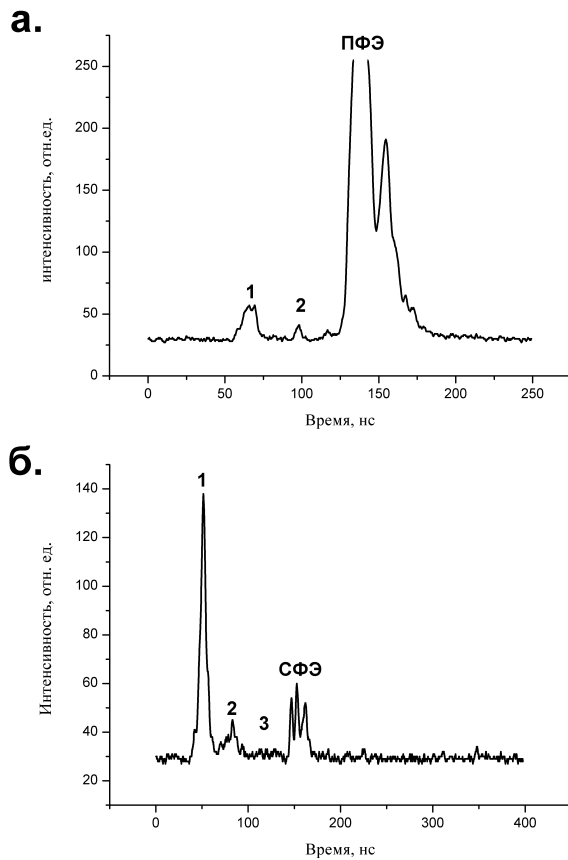 а.
ПФЭ
250
200
150
100
50
0
1
2
интенсивность, отн.ед.
0 50 100 150 200 250
Время, нс
б.
1
140
120
100
80
60
40
20
СФЭ
2
3
Интенсивность, отн. ед.
0 100 200 300 400
Время, нс